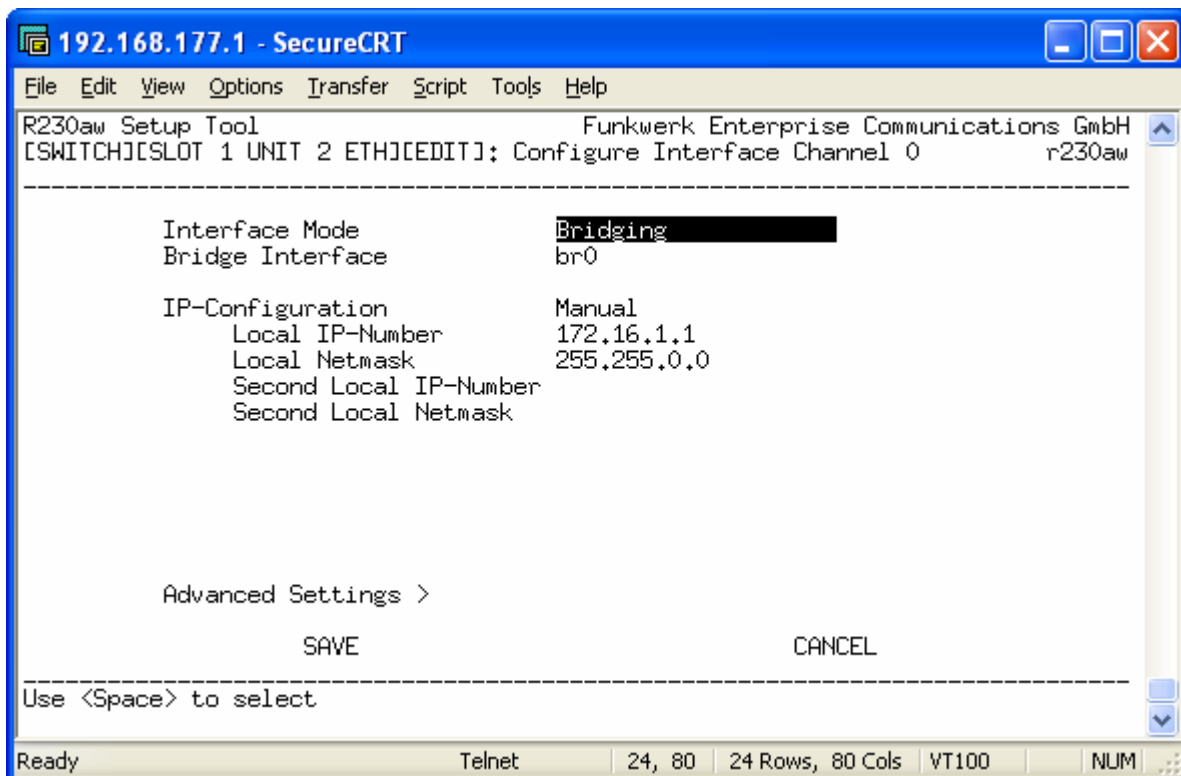 192.168.177.1 - SecureCRT
File Edit View Options Transfer Script Tools Help
R230aw Setup Tool Funkwerk Enterprise Communications GmbH
[SWITCH][SLOT 1 UNIT 2 ETH][EDIT]: Configure Interface Channel 0 r230aw
Interface Mode Bridging
Bridge Interface br0
IP-Configuration Manual
Local IP-Number 172.16.1.1
Local Netmask 255.255.0.0
Second Local IP-Number
Second Local Netmask
Advanced Settings >
SAVE CANCEL
Use <Space> to select
Ready Telnet 24, 80 24 Rows, 80 Cols VT100 NUM